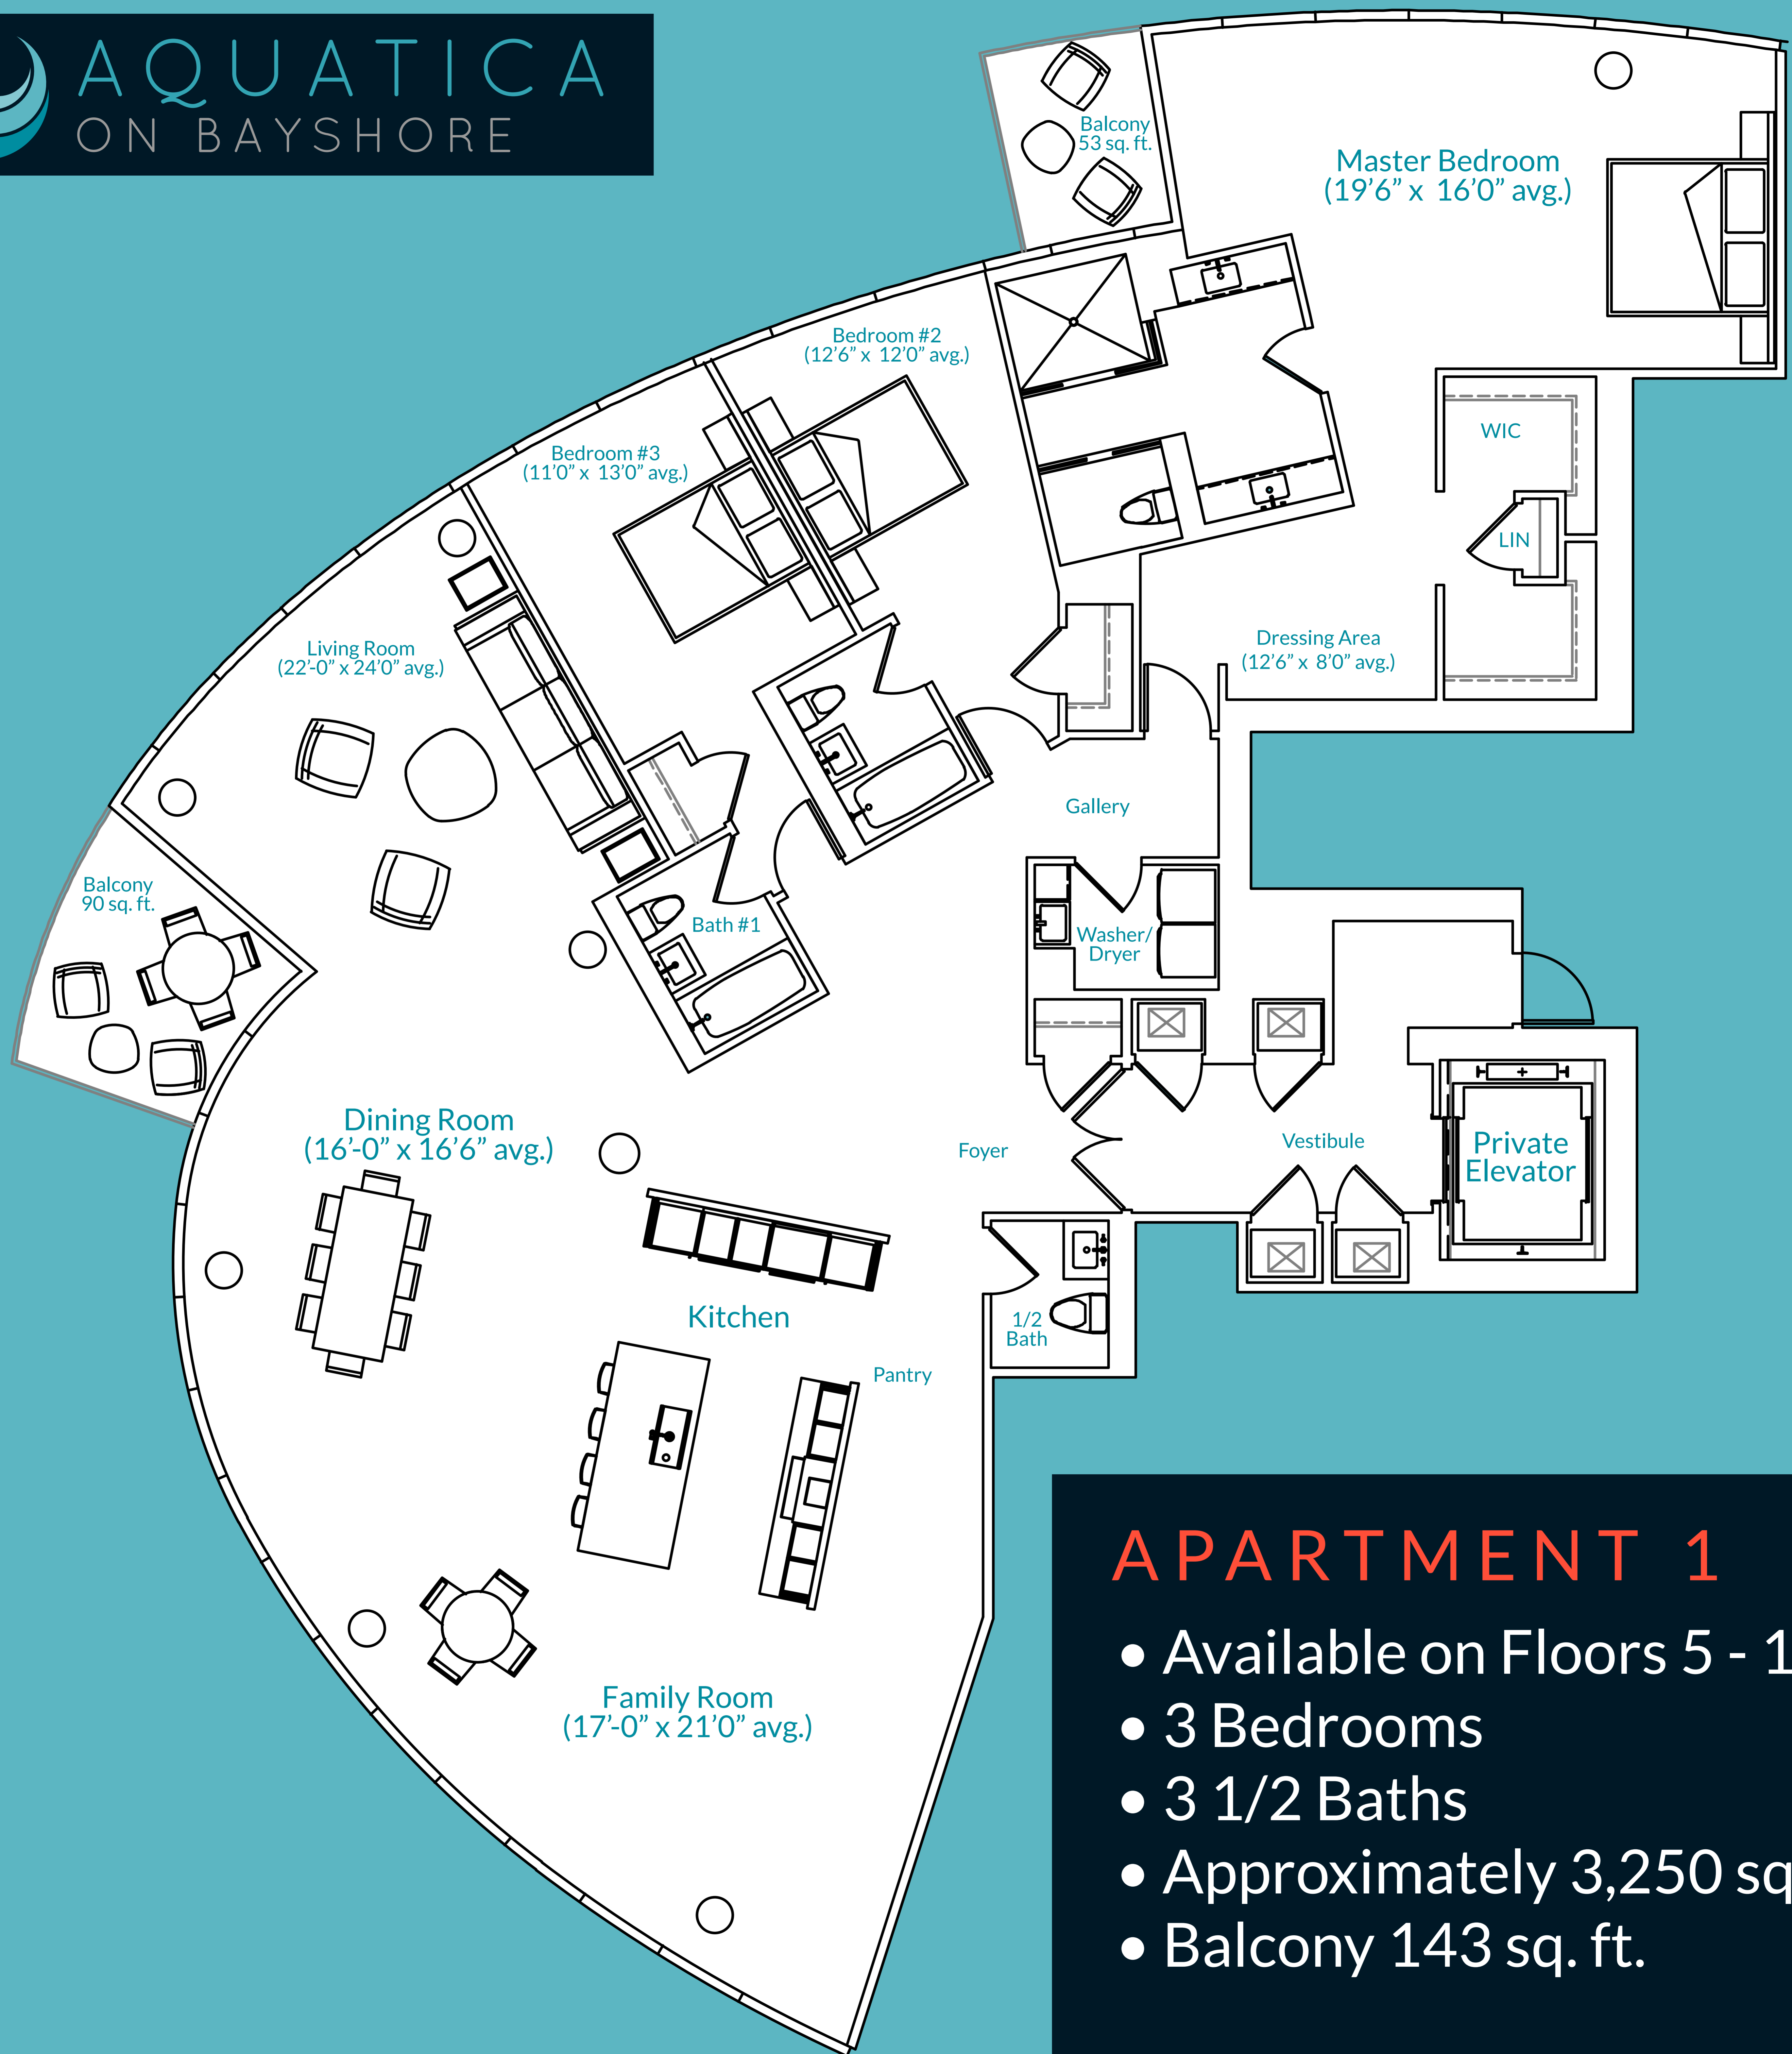 AQUATICA
ON BAYSHORE
Balcony
53 sq. ft.
Master Bedroom
(19’6” x 16’0” avg.)
Bedroom #2
(12’6” x 12’0” avg.)
Bedroom #3
(11’0” x 13’0” avg.)
WIC
LIN
Living Room
(22’-0” x 24’0” avg.)
Dressing Area
(12’6” x 8’0” avg.)
Gallery
Balcony
90 sq. ft.
Bath #1
Washer/
Dryer
Dining Room
(16’-0” x 16’6” avg.)
Foyer
Vestibule
Private
Elevator
Kitchen
1/2
Bath
Pantry
Family Room
(17’-0” x 21’0” avg.)
APARTMENT 1
• Available on Floors 5 - 1
• 3 Bedrooms
• 3 1/2 Baths
• Approximately 3,250 sq
• Balcony 143 sq. ft.